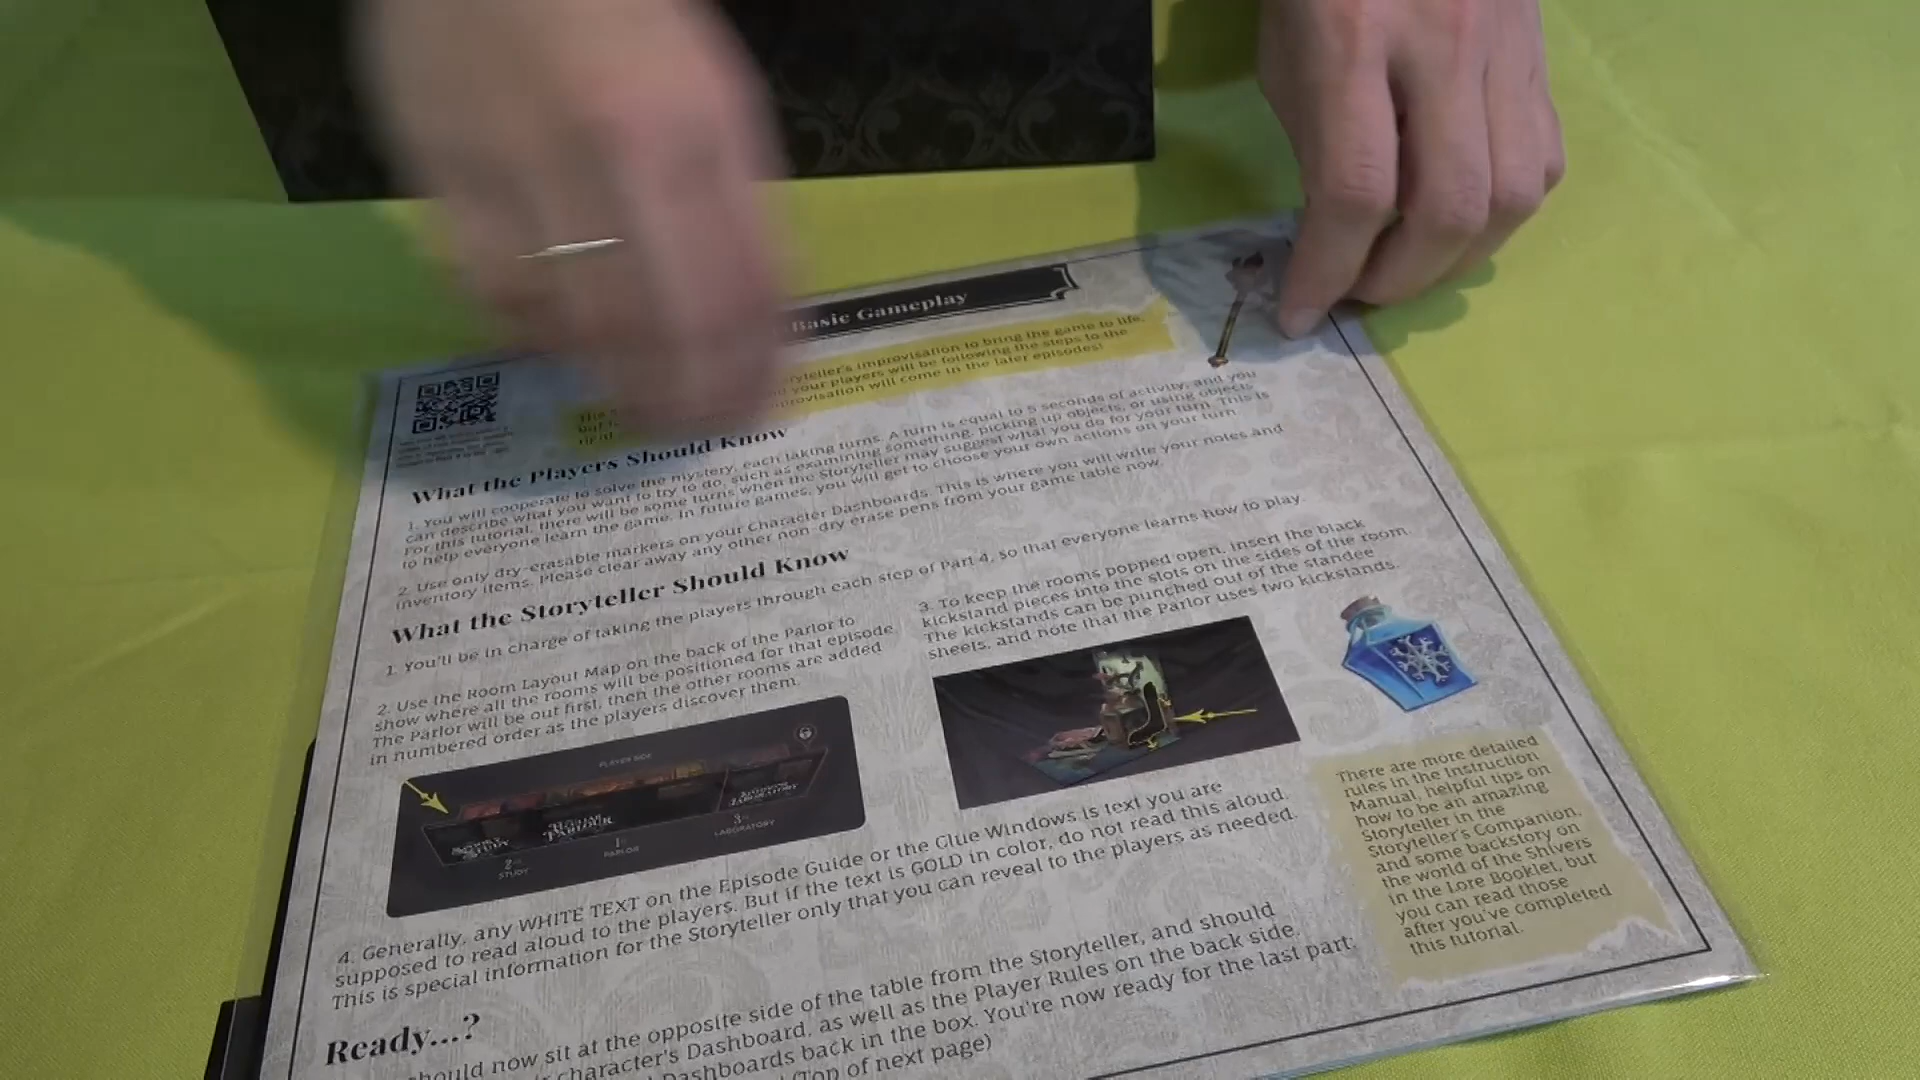 Basic Gameplay
improvisation to bring the game to life,
your players will be following the steps to the
improvisation will come in the later episodes!
What the Players Should Know
1. You will cooperate to solve the mystery, each taking turns. A turn is equal to 5 seconds of activity, and you
can describe what you want to try to do, such as examining something, picking up objects, or using objects.
For this tutorial, there will be some turns when the Storyteller may suggest what you do for your turn. This is
to help everyone learn the game. In future games, you will get to choose your own actions on your turn.
2. Use only dry-erasable markers on your Character Dashboards. This is where you will write your notes and
inventory items. Please clear away any other non-dry erase pens from your game table now.
What the Storyteller Should Know
1. You'll be in charge of taking the players through each step of Part 4, so that everyone learns how to play.
2. Use the Room Layout Map on the back of the Parlor to
show where all the rooms will be positioned for that episode.
The Parlor will be out first, then the other rooms are added
in numbered order as the players discover them.
PLAYER SIDE
STUDY
PARLOUR
LABORATORY
2
STUDY
1
PARLOR
3
LABORATORY
3. To keep the rooms popped open, insert the black
kickstand pieces into the slots on the sides of the room.
The kickstands can be punched out of the standee
sheets, and note that the Parlor uses two kickstands.
4. Generally, any WHITE TEXT on the Episode Guide or the Clue Windows is text you are
supposed to read aloud to the players. But if the text is GOLD in color, do not read this aloud.
This is special information for the Storyteller only that you can reveal to the players as needed.
There are more detailed
rules in the Instruction
Manual, helpful tips on
how to be an amazing
Storyteller in the
Storyteller's Companion,
and some backstory on
the world of the Shivers
in the Lore Booklet, but
you can read those
after you've completed
this tutorial.
Ready...?
should now sit at the opposite side of the table from the Storyteller, and should
character's Dashboard, as well as the Player Rules on the back side.
Dashboards back in the box. You're now ready for the last part:
(Top of next page)